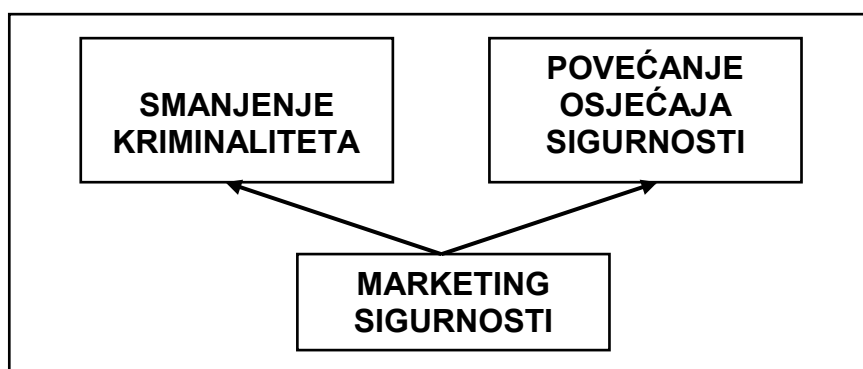 SMANJENJE
KRIMINALITETA
POVEĆANJE
OSJEĆAJA
SIGURNOSTI
MARKETING
SIGURNOSTI